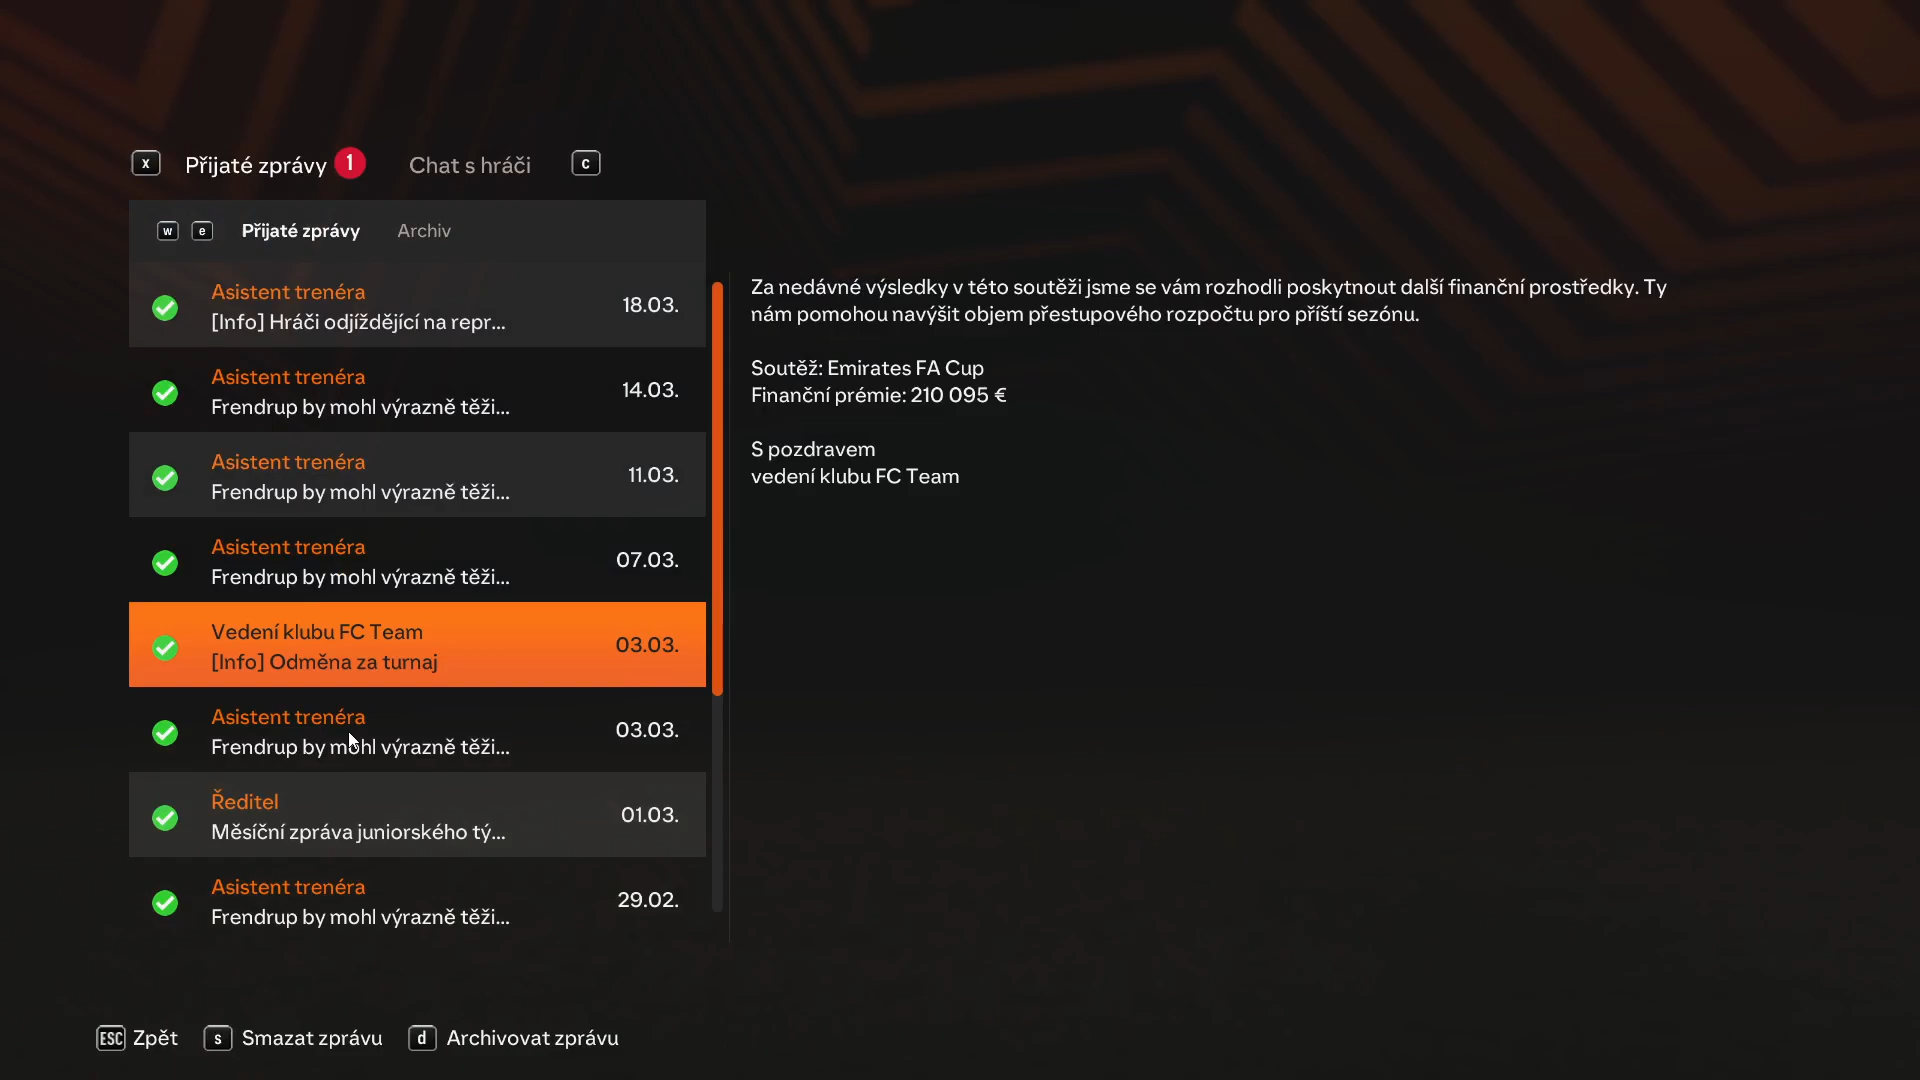 x Přijaté zprávy 1 Chat s hráči c
w e Přijaté zprávy Archiv
Asistent trenéra
[Info] Hráči odjíždějící na repr...
18.03.
Asistent trenéra
Frendrup by mohl výrazně těži...
14.03.
Asistent trenéra
Frendrup by mohl výrazně těži...
11.03.
Asistent trenéra
Frendrup by mohl výrazně těži...
07.03.
Vedení klubu FC Team
[Info] Odměna za turnaj
03.03.
Asistent trenéra
Frendrup by mohl výrazně těži...
03.03.
Ředitel
Měsíční zpráva juniorského tý...
01.03.
Asistent trenéra
Frendrup by mohl výrazně těži...
29.02.
Za nedávné výsledky v této soutěži jsme se vám rozhodli poskytnout další finanční prostředky. Ty
nám pomohou navýšit objem přestupového rozpočtu pro příští sezónu.
Soutěž: Emirates FA Cup
Finanční prémie: 210 095 €
S pozdravem
vedení klubu FC Team
ESC Zpět s Smazat zprávu d Archivovat zprávu